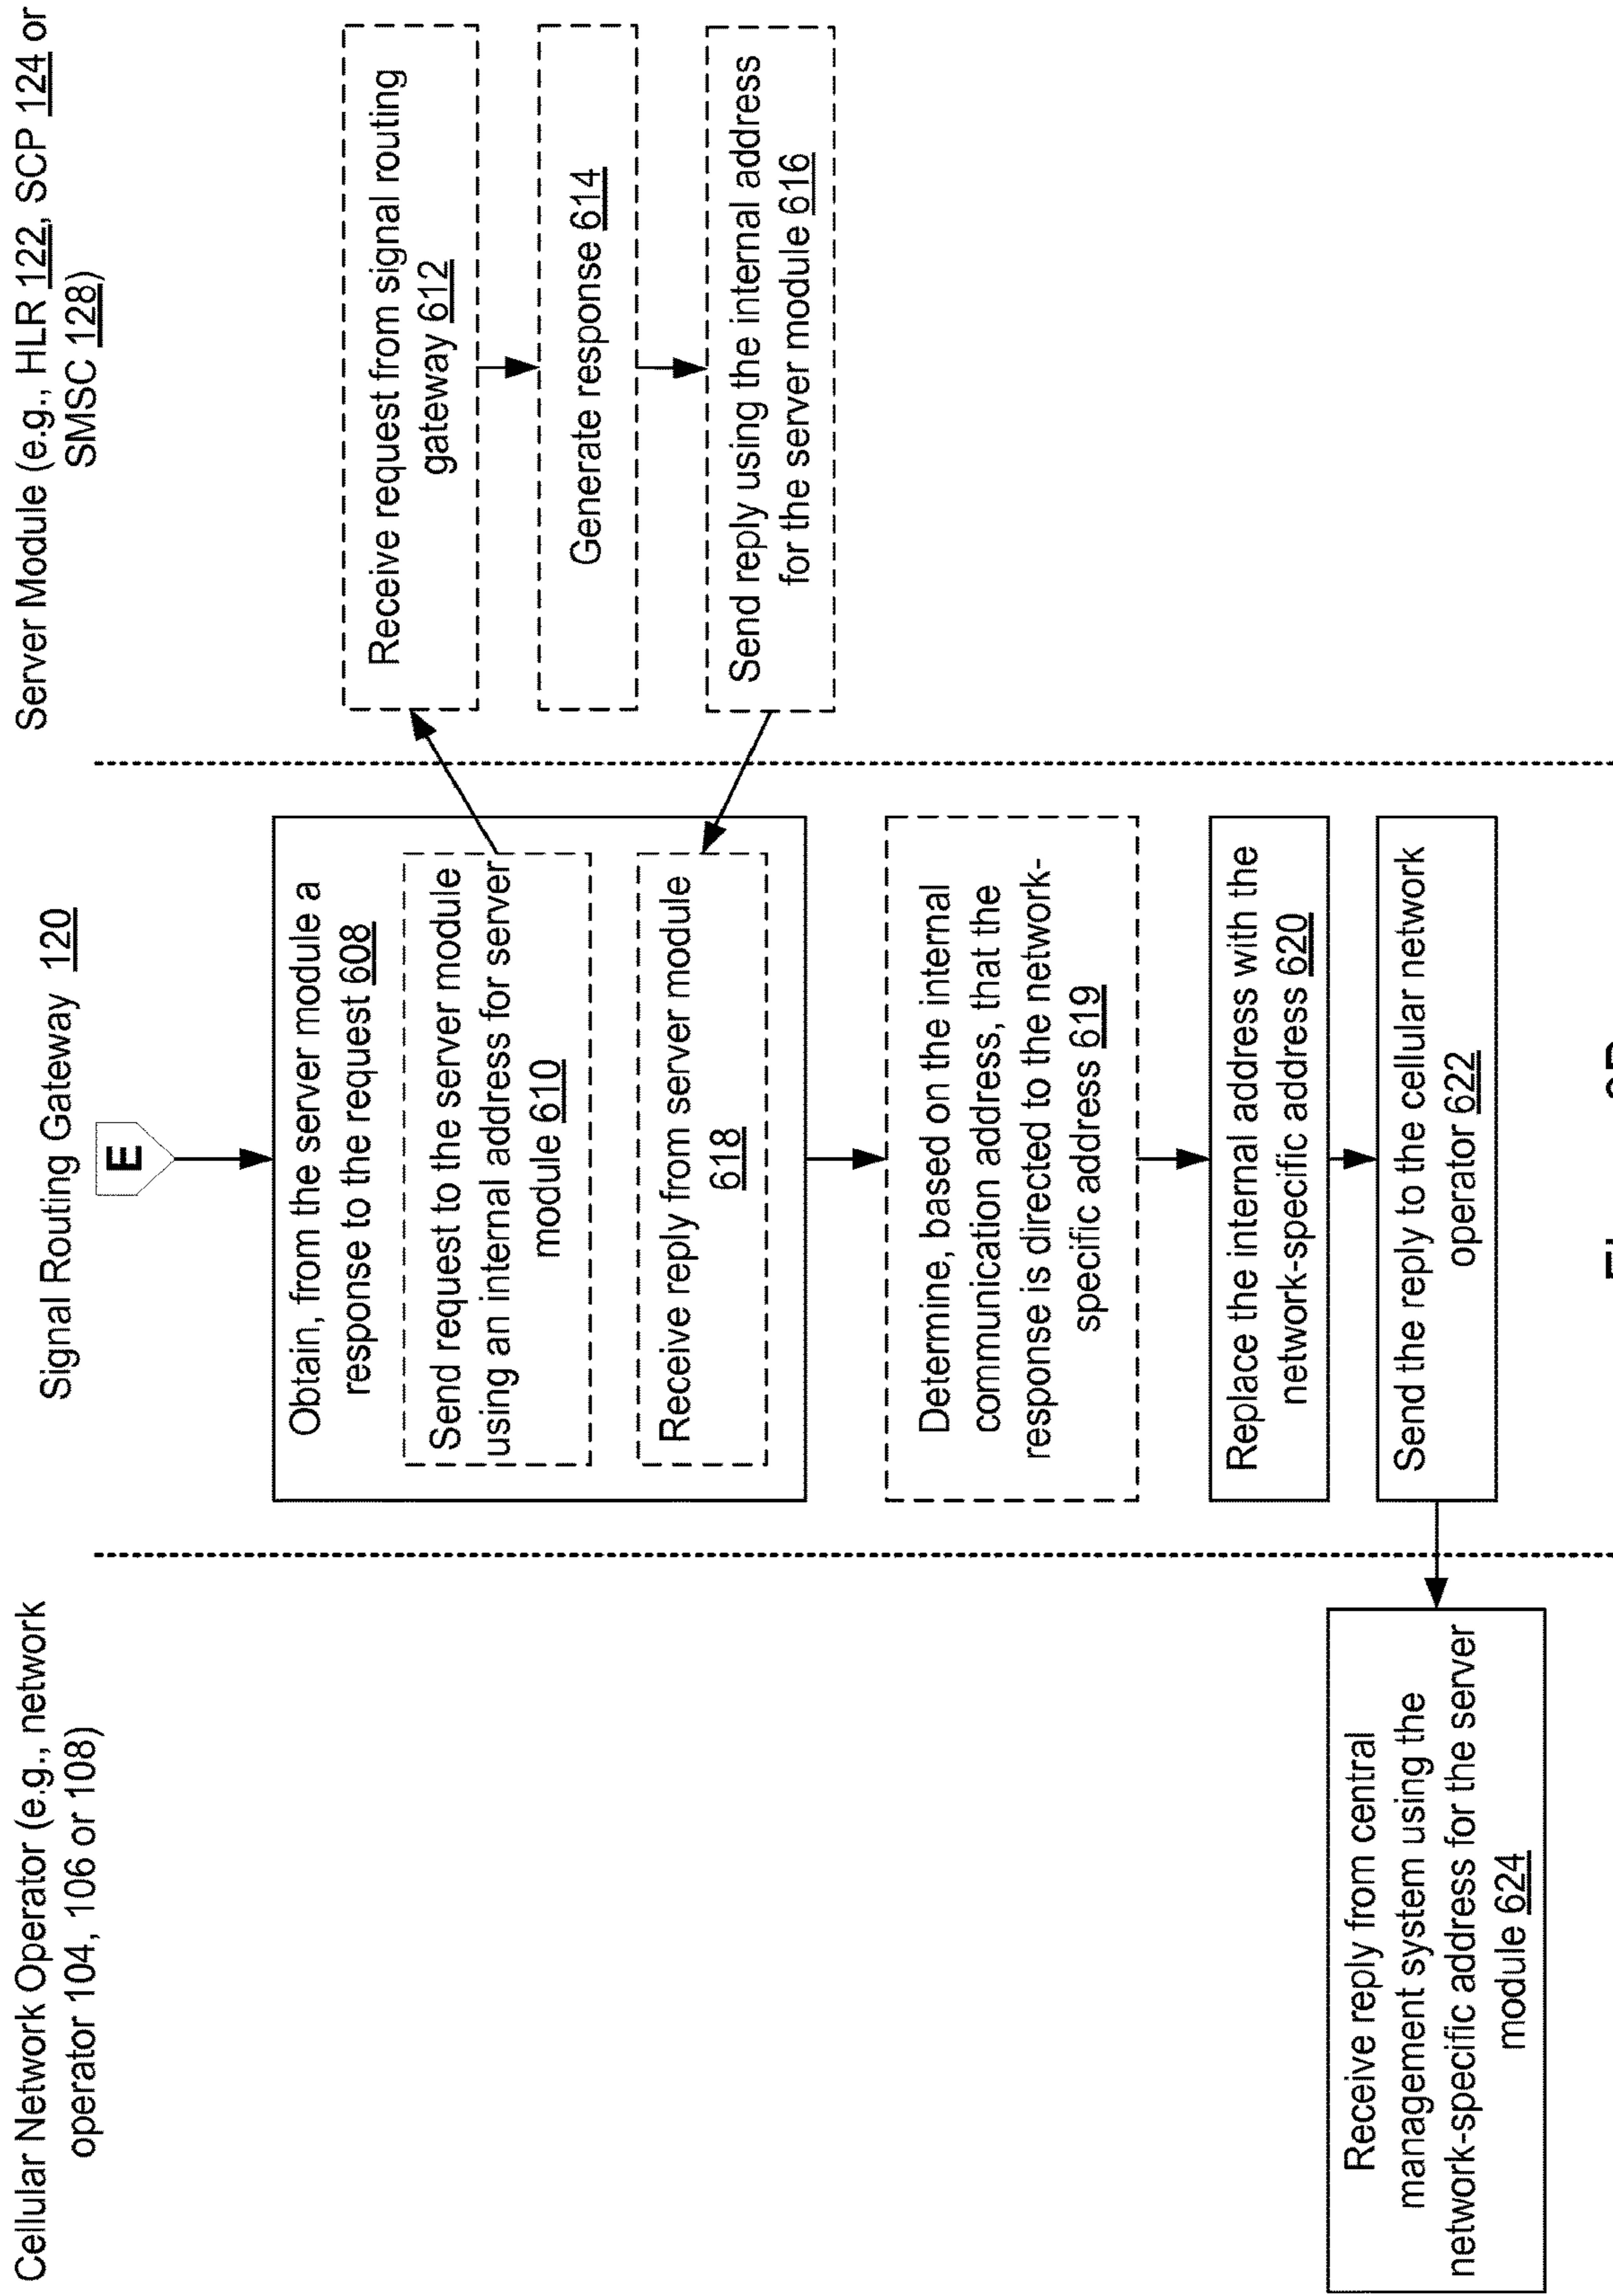 Cellular Network Operator (e.g., network
operator 104, 106 or 108)
Signal Routing Gateway 120
Server Module (e.g., HLR 122, SCP 124 or
SMSC 128)
E
Obtain, from the server module a
response to the request 608
Send request to the server module
using an internal address for server
module 610
Receive request from signal routing
gateway 612
Generate response 614
Send reply using the internal address
for the server module 616
Receive reply from server module
618
Determine, based on the internal
communication address, that the
response is directed to the network-
specific address 619
Replace the internal address with the
network-specific address 620
Send the reply to the cellular network
operator 622
Receive reply from central
management system using the
network-specific address for the server
module 624